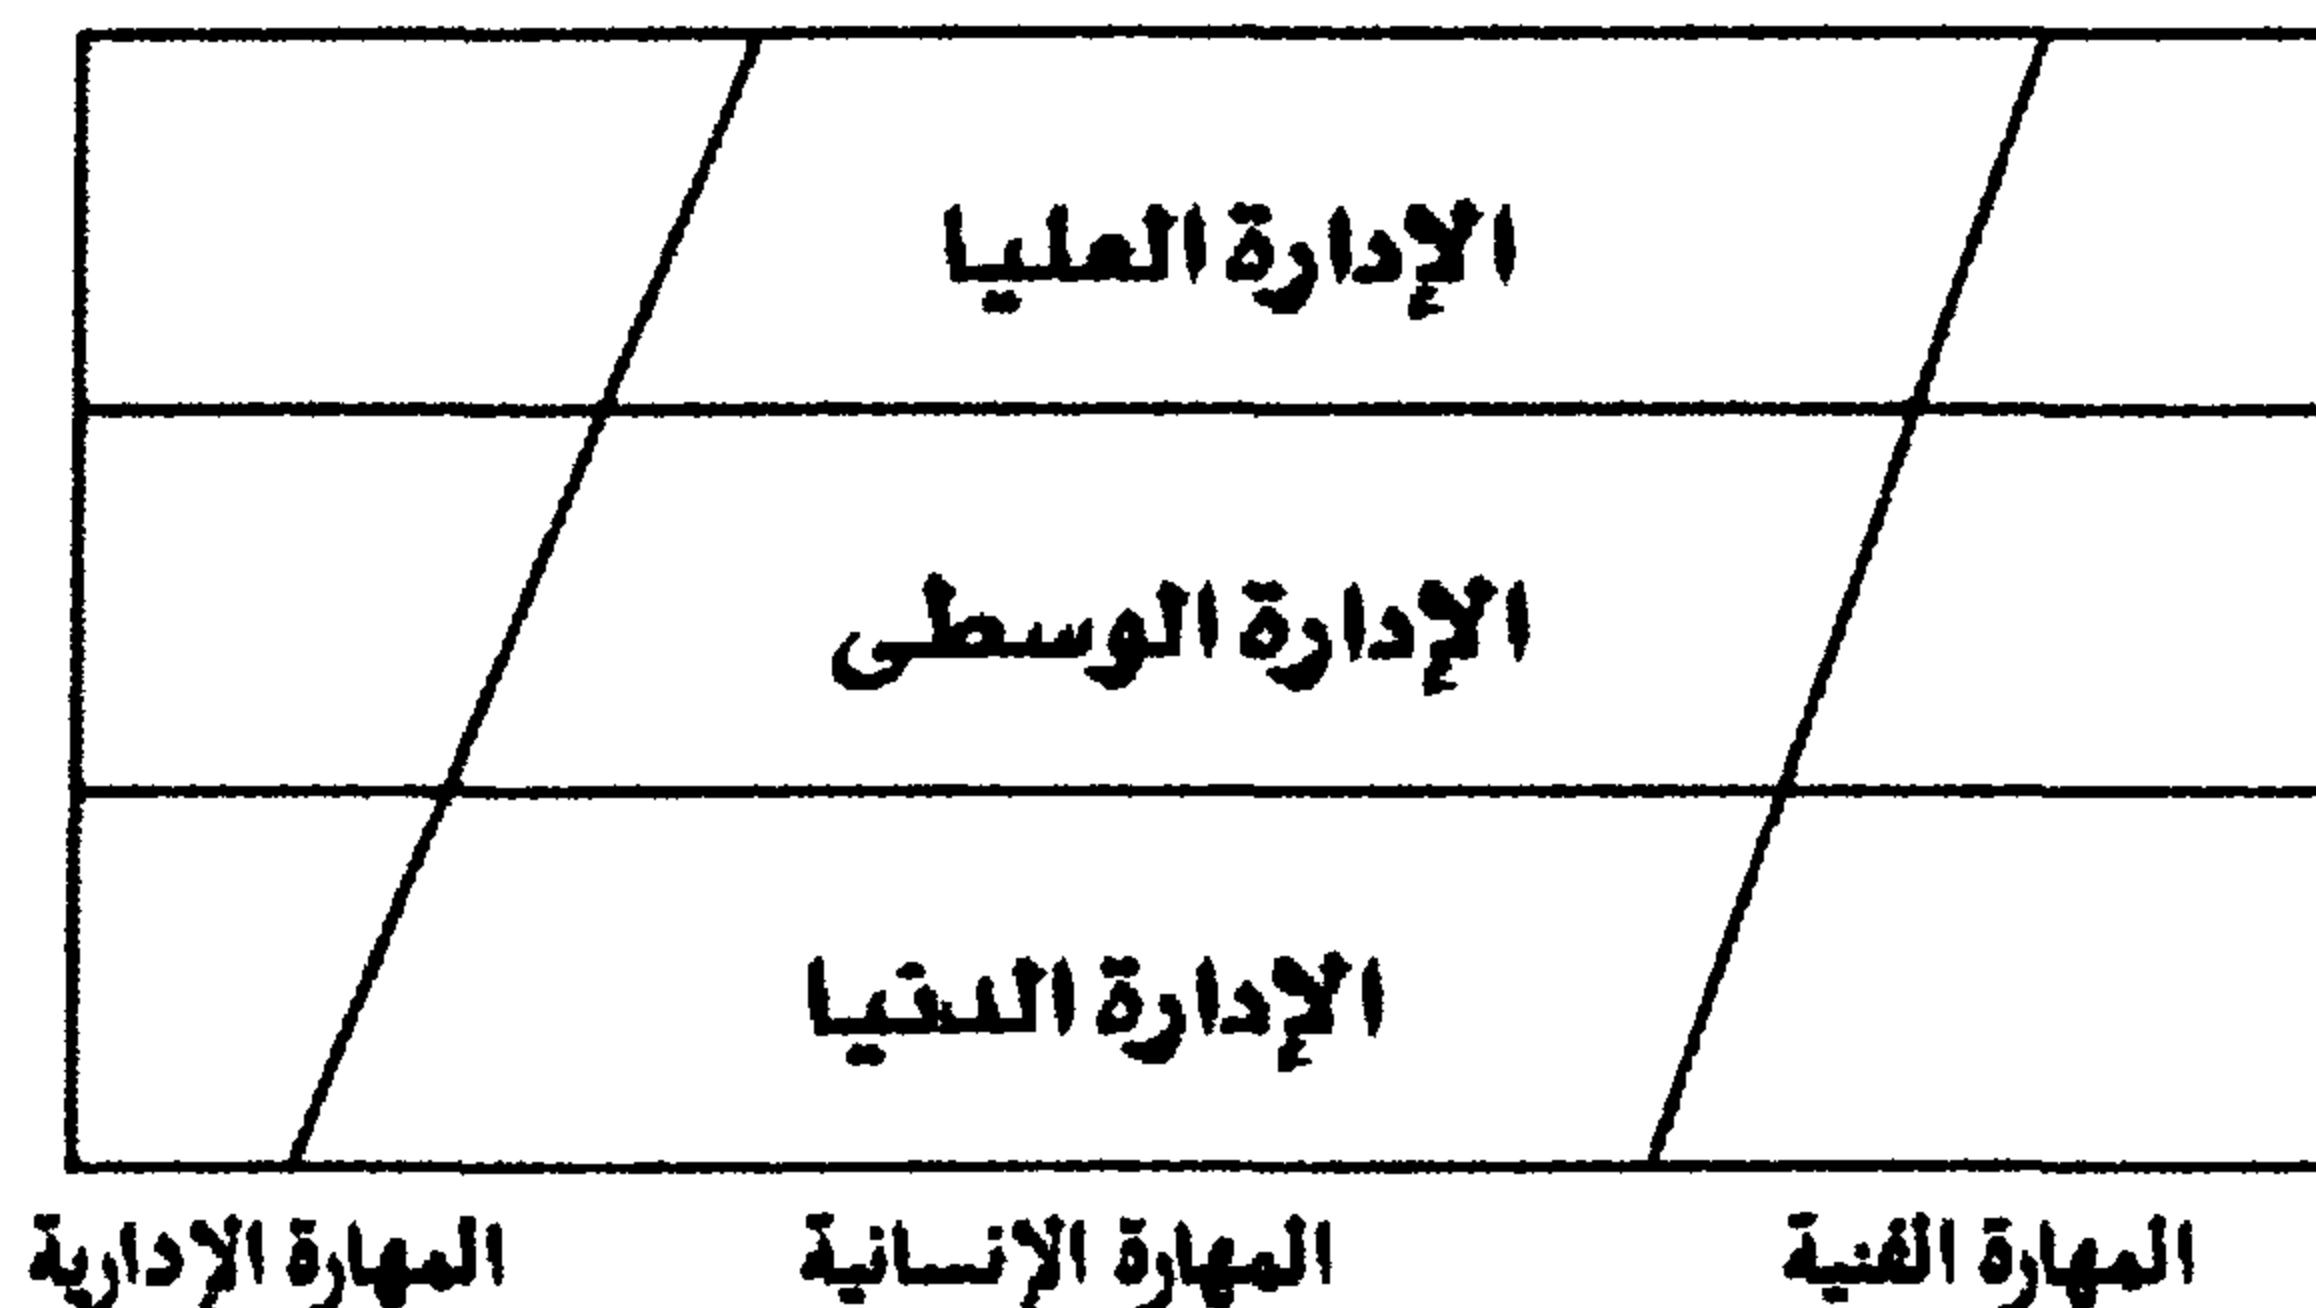 الإدارة العليا
الإدارة الوسطى
الإدارة الدنيا
المهارة الفنية المهارة الإنسانية المهارة الإدارية